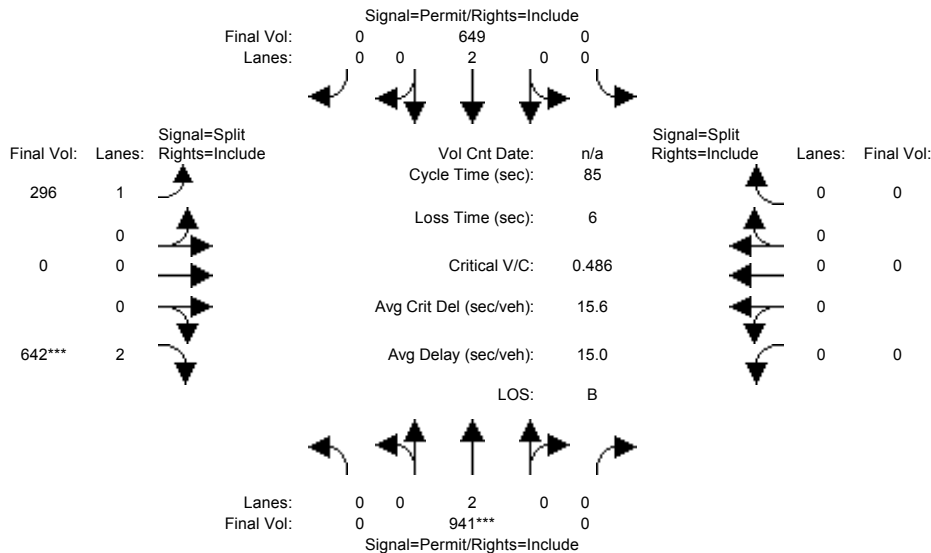 Signal=Permit/Rights=Include
Final Vol: 0 649 0
Lanes: 0 0 2 0 0
Signal=Split Signal=Split
Final Vol: Lanes: Rights=Include Vol Cnt Date: n/a Rights=Include Lanes: Final Vol:
Cycle Time (sec): 85
296 1 0 0
Loss Time (sec): 6
0 0
0 0 Critical V/C: 0.486 0 0
0 Avg Crit Del (sec/veh): 15.6 0
642*** 2 Avg Delay (sec/veh): 15.0 0 0
LOS: B
Lanes: 0 0 2 0 0
Final Vol: 0 941*** 0
Signal=Permit/Rights=Include